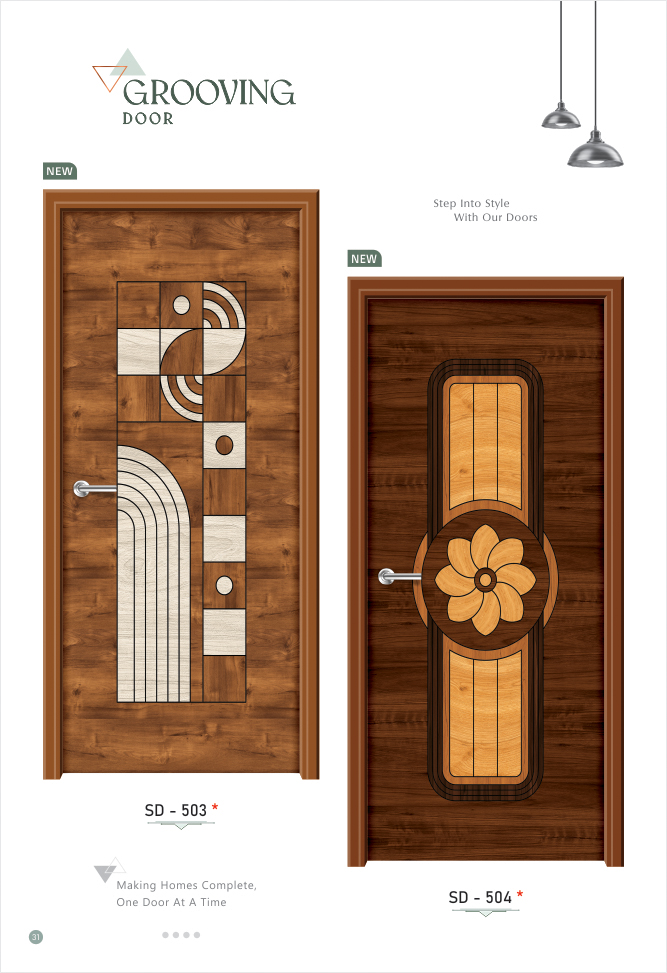 GROOVING
DOOR
NEW
Step Into Style
With Our Doors
NEW
SD - 503 *
SD - 504 *
Making Homes Complete,
One Door At A Time
31